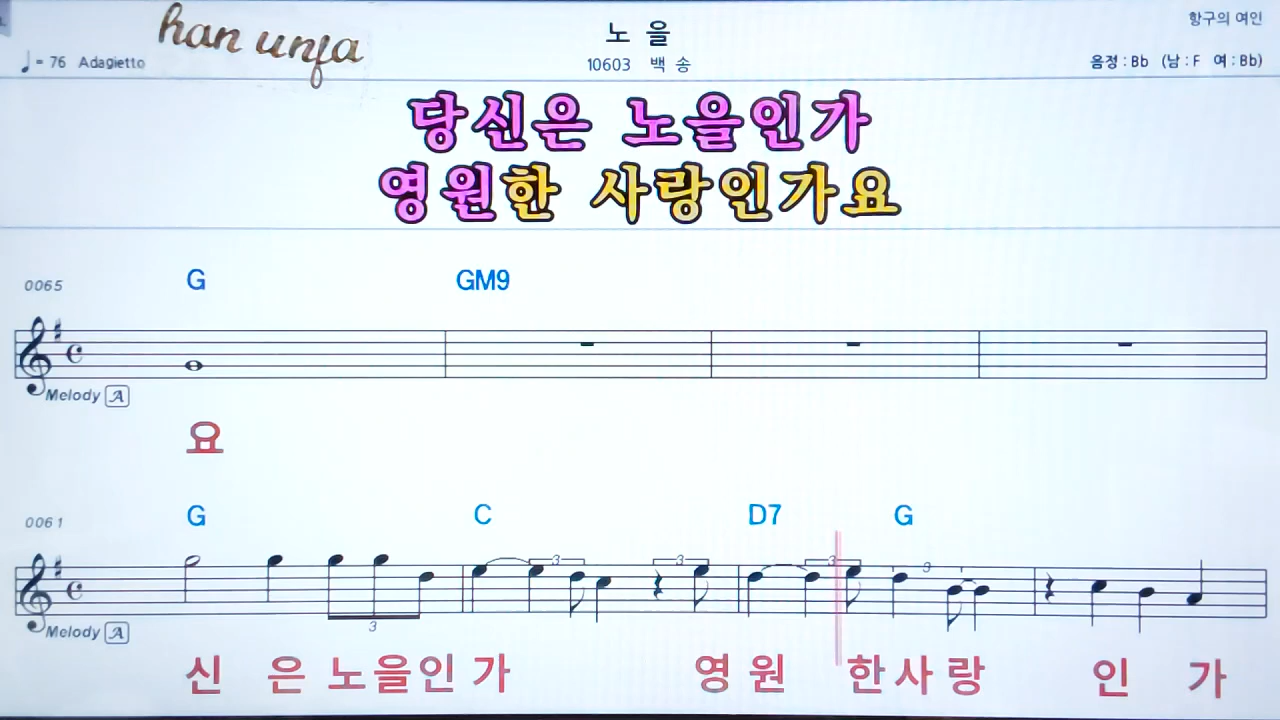 han unfa
노 을
항구의 여인
♩= 76 Adagietto
10603 백 송
음정 : Bb (남 : F 여 : Bb)
당신은 노을인가
영원한 사랑인가요
0065 G GM9
Melody A
요
0061 G C D7 G
3 3 3 3 3
Melody A
신 은 노을인 가 영 원 한사 랑 인 가